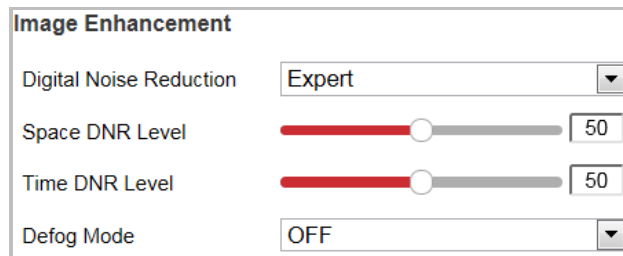 Image Enhancement
Digital Noise Reduction Expert
Space DNR Level 50
Time DNR Level 50
Defog Mode OFF